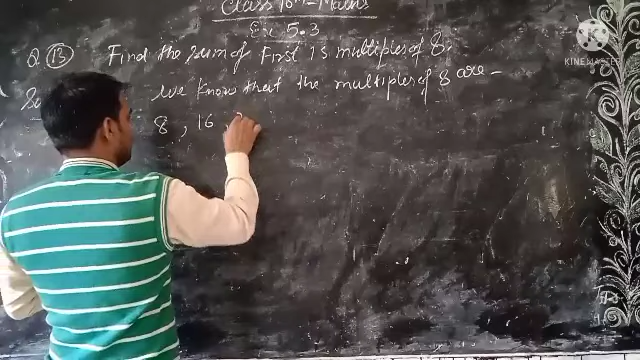 Class 10th Maths
Ex 5.3
Q. 13 Find the sum of First 15 multiples of 8.
We know that the multiples of 8 are –
8, 16,
KINEMASTER